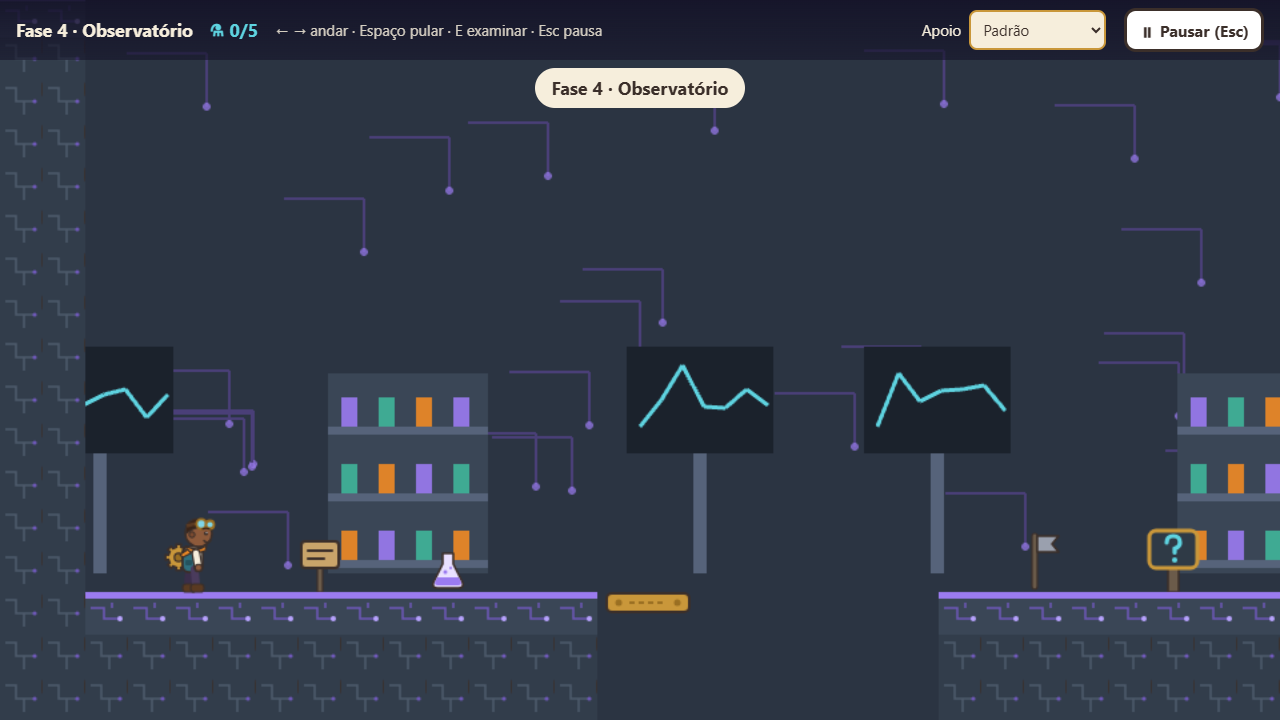 Fase 4 · Observatório 0/5 ← → andar · Espaço pular · E examinar · Esc pausa Apoio Padrão Pausar (Esc)
Fase 4 · Observatório
?